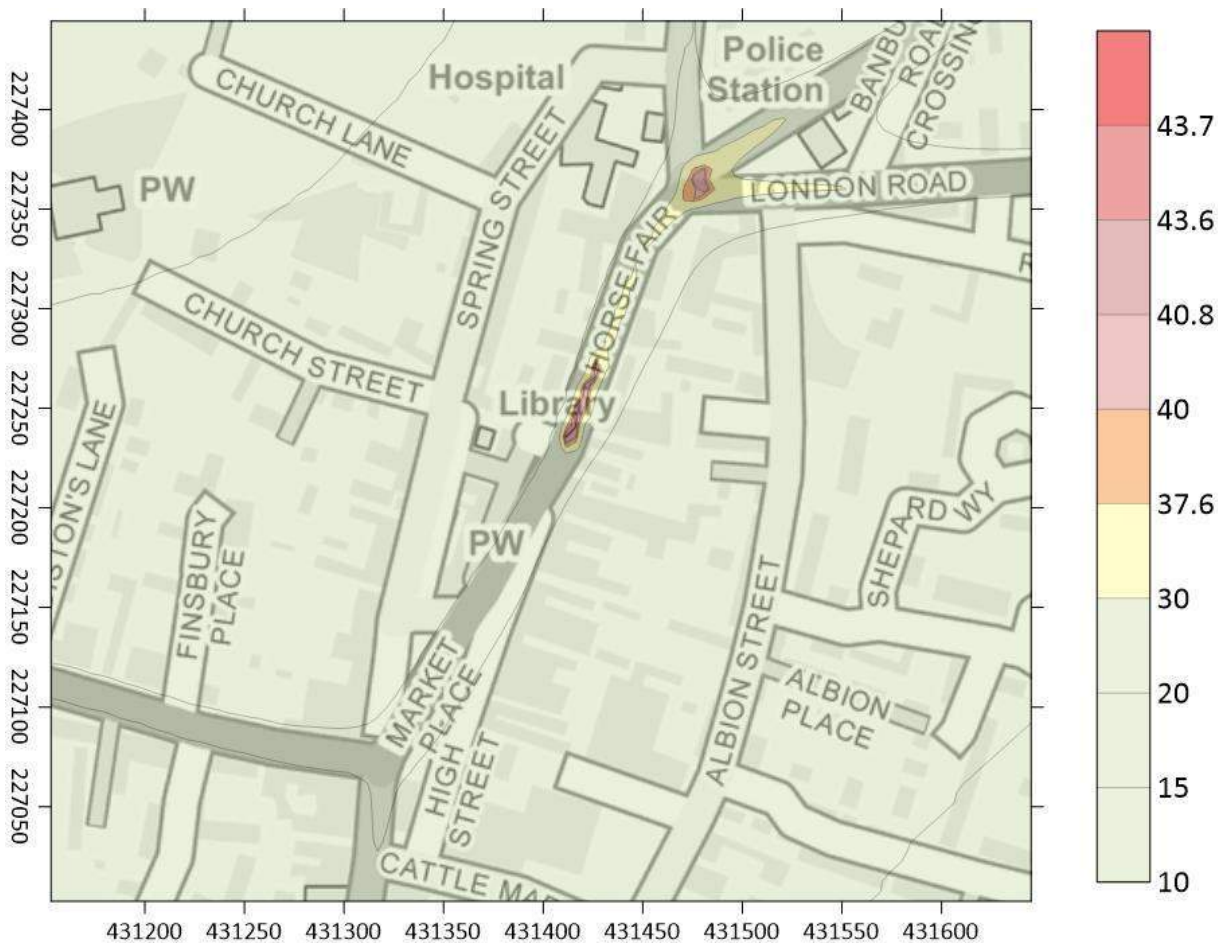 Police
Station
Hospital
BANBU
ROAD
CROSSING
CHURCH LANE
PW
SPRING STREET
LONDON ROAD
HORSE FAIR
R
CHURCH STREET
Library
STON'S LANE
FINSBURY
PLACE
PW
SHEPA
RD WY
ALBION STREET
ALBION
PLACE
MARKET
PLACE
HIGH
STREET
CATTLE MA
227400
227350
227300
227250
227200
227150
227100
227050
431200 431250 431300 431350 431400 431450 431500 431550 431600
43.7
43.6
40.8
40
37.6
30
20
15
10